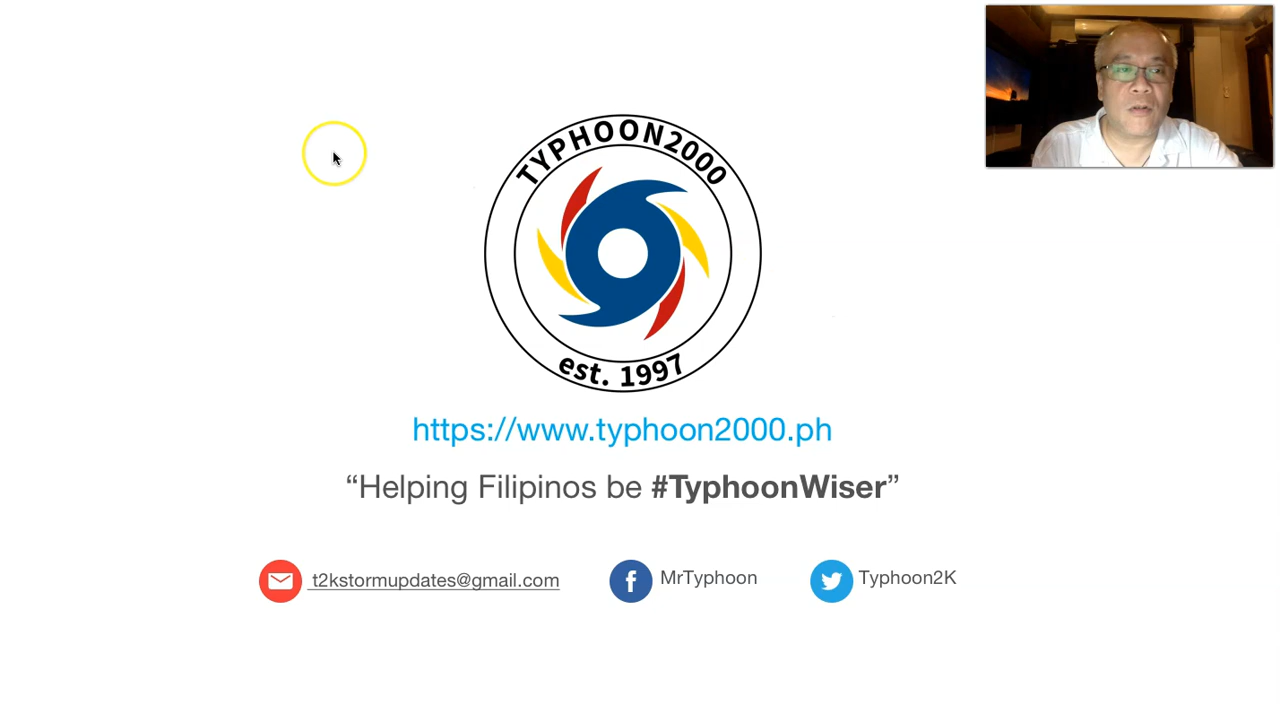 TYPHOON2000
est. 1997
https://www.typhoon2000.ph
“Helping Filipinos be #TyphoonWiser”
t2kstormupdates@gmail.com
MrTyphoon
Typhoon2K